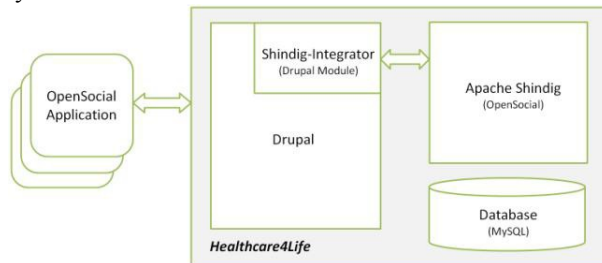 y
OpenSocial
Application
Shindig-Integrator
(Drupal Module)
Drupal
Apache Shindig
(OpenSocial)
Database
(MySQL)
Healthcare4Life